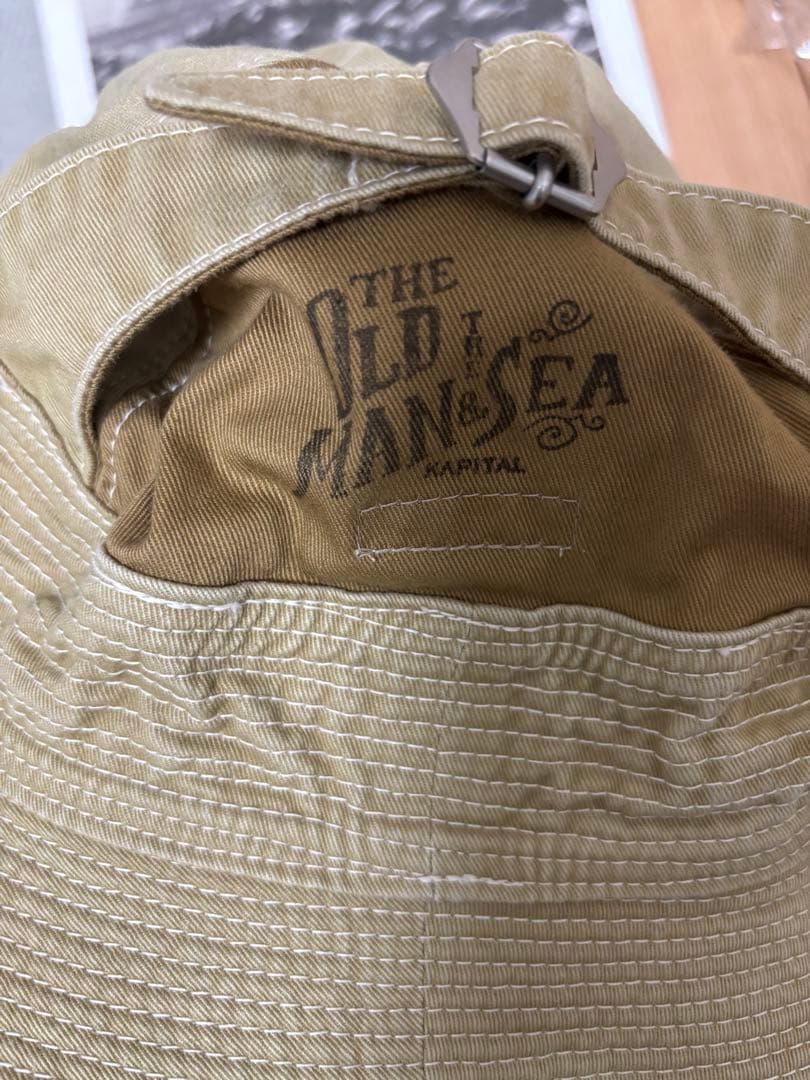 THE
OLD THE
MAN & SEA
KAPITAL